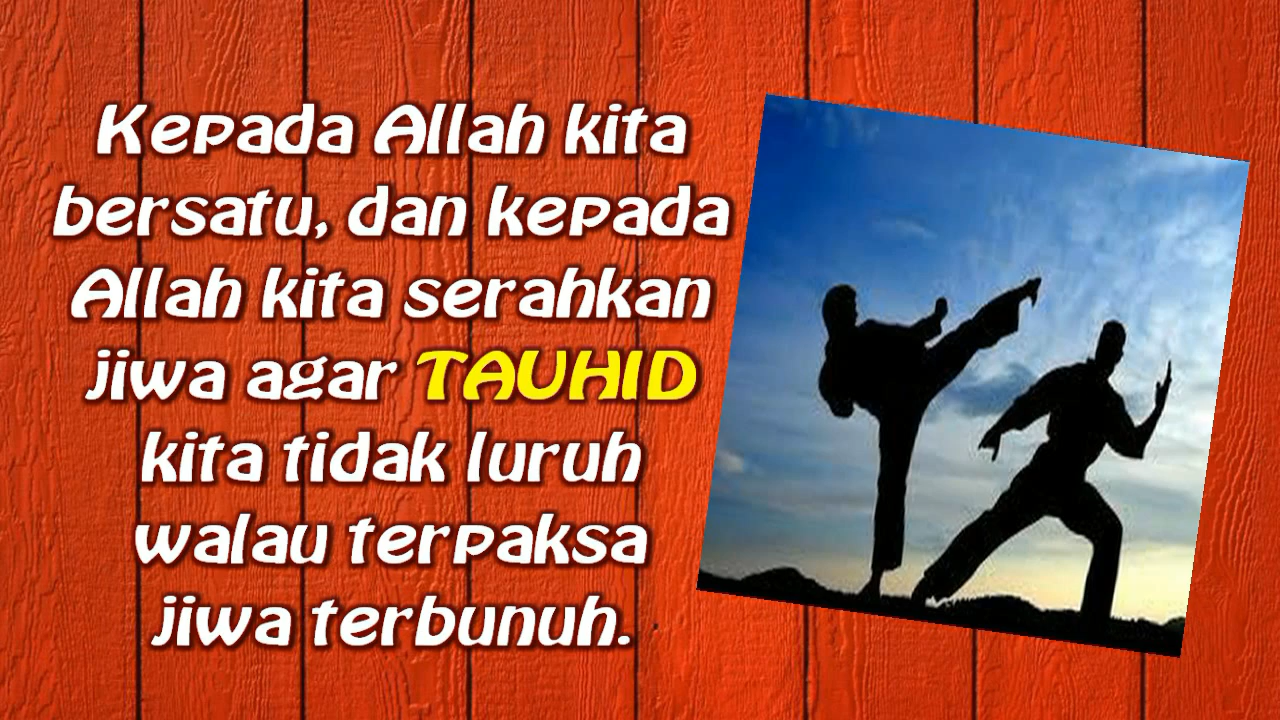 Kepada Allah kita
bersatu, dan kepada
Allah kita serahkan
jiwa agar TAUHID
kita tidak luruh
walau terpaksa
jiwa terbunuh.